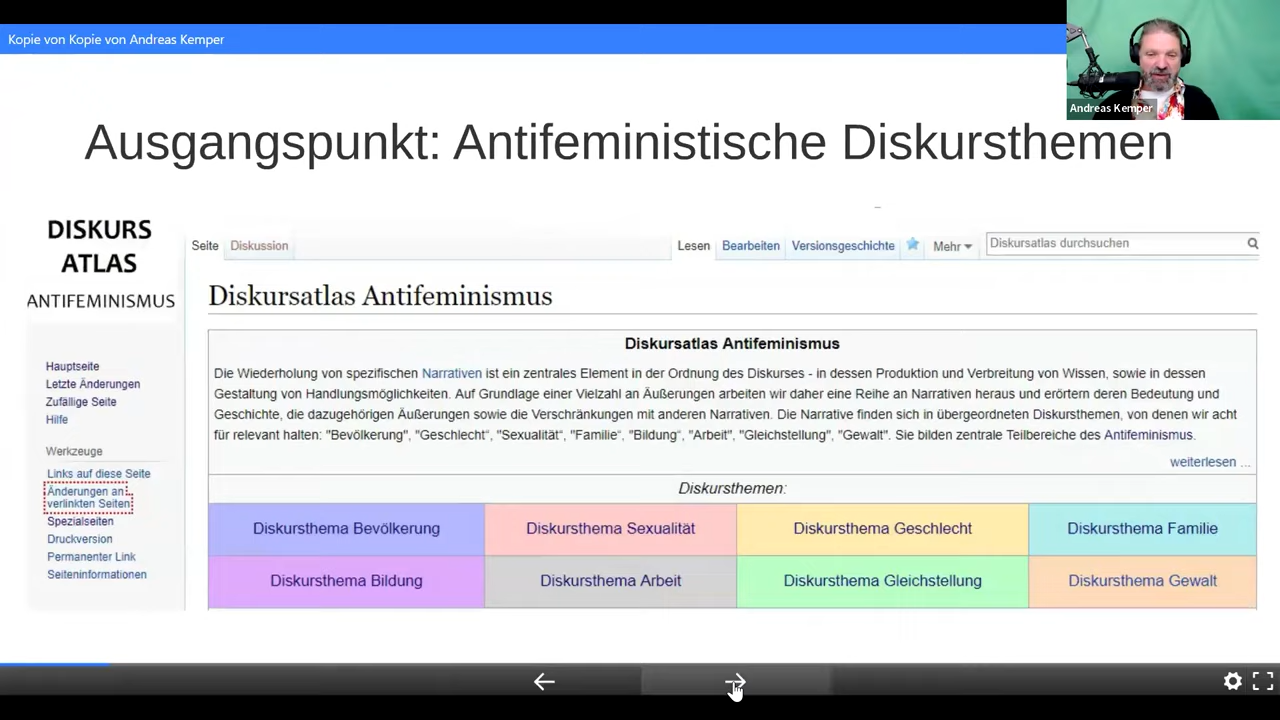 Kopie von Kopie von Andreas Kemper
Andreas Kemper
Ausgangspunkt: Antifeministische Diskursthemen
DISKURS
ATLAS
ANTIFEMINISMUS
Seite
Diskussion
Lesen
Bearbeiten
Versionsgeschichte
Mehr
Diskursatlas durchsuchen
Diskursatlas Antifeminismus
Hauptseite
Letzte Änderungen
Zufällige Seite
Hilfe
Werkzeuge
Links auf diese Seite
Änderungen an
verlinkten Seiten
Spezialseiten
Druckversion
Permanenter Link
Seiteninformationen
Diskursatlas Antifeminismus
Die Wiederholung von spezifischen Narrativen ist ein zentrales Element in der Ordnung des Diskurses - in dessen Produktion und Verbreitung von Wissen, sowie in dessen
Gestaltung von Handlungsmöglichkeiten. Auf Grundlage einer Vielzahl an Äußerungen arbeiten wir daher eine Reihe an Narrativen heraus und erörtern deren Bedeutung und
Geschichte, die dazugehörigen Äußerungen sowie die Verschränkungen mit anderen Narrativen. Die Narrative finden sich in übergeordneten Diskursthemen, von denen wir acht
für relevant halten: "Bevölkerung", "Geschlecht", "Sexualität", "Familie", "Bildung", "Arbeit", "Gleichstellung", "Gewalt". Sie bilden zentrale Teilbereiche des Antifeminismus.
weiterlesen ...
Diskursthemen:
Diskursthema Bevölkerung
Diskursthema Sexualität
Diskursthema Geschlecht
Diskursthema Familie
Diskursthema Bildung
Diskursthema Arbeit
Diskursthema Gleichstellung
Diskursthema Gewalt